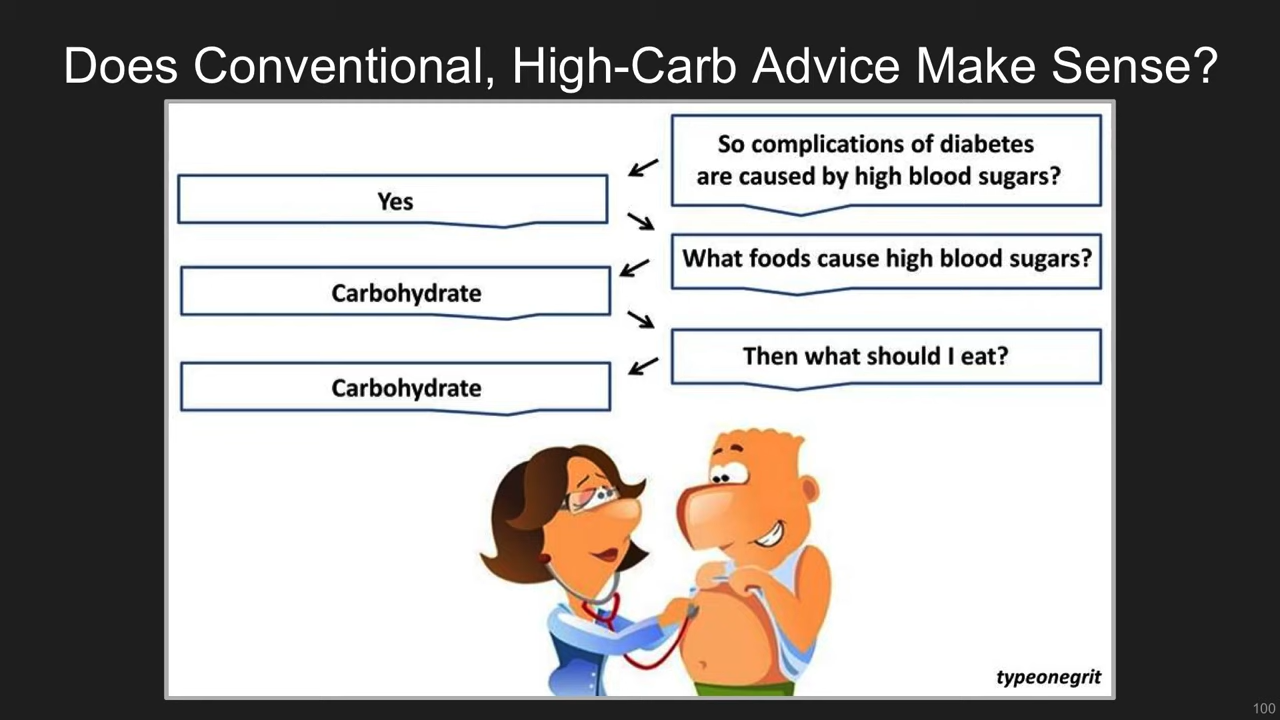 Does Conventional, High-Carb Advice Make Sense?
So complications of diabetes
are caused by high blood sugars?
Yes
What foods cause high blood sugars?
Carbohydrate
Then what should I eat?
Carbohydrate
typeonegrit
100